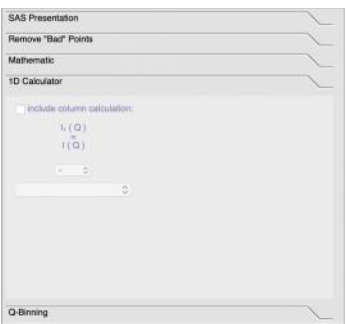 SAS Presentation
Remove "Bad" Points
Mathematic
1D Calculator
include column calculation:
I₁ ( Q )
=
I ( Q )
Q-Binning